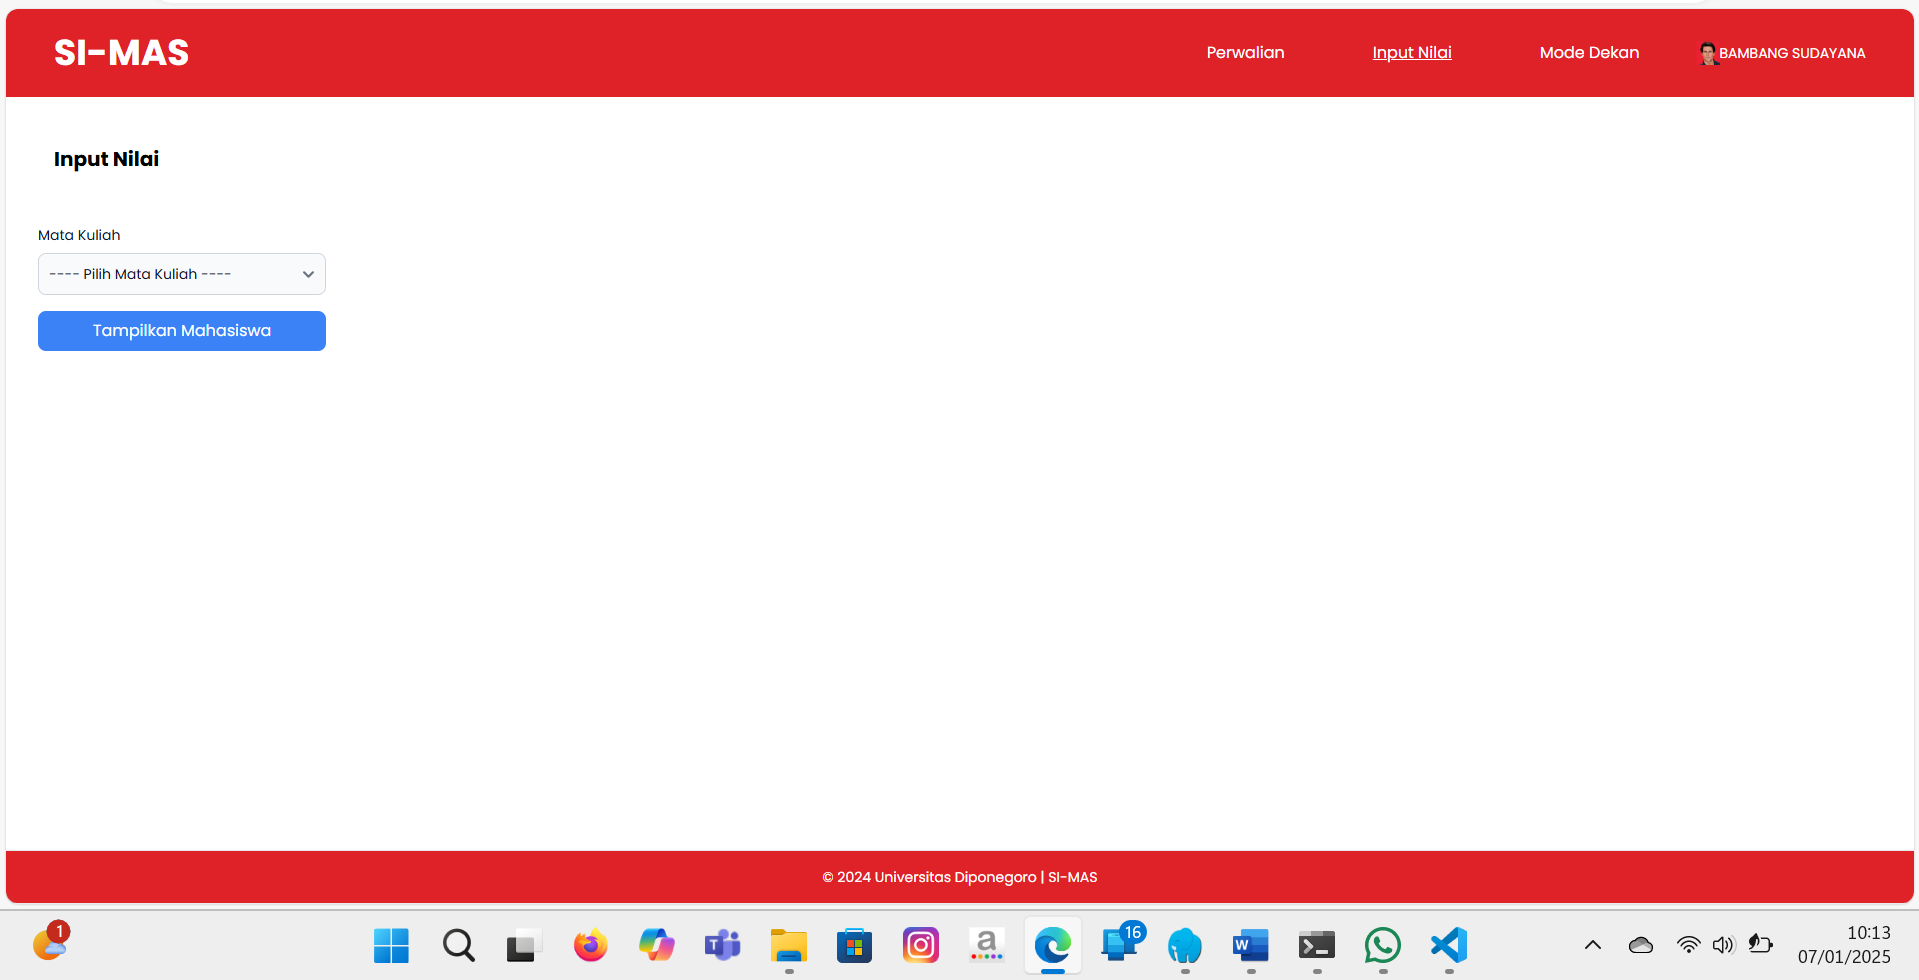 SI-MAS
Perwalian
Input Nilai
Mode Dekan
BAMBANG SUDAYANA
Input Nilai
Mata Kuliah
---- Pilih Mata Kuliah ----
Tampilkan Mahasiswa
© 2024 Universitas Diponegoro | SI-MAS
1
T
a
16
W
10:13
07/01/2025